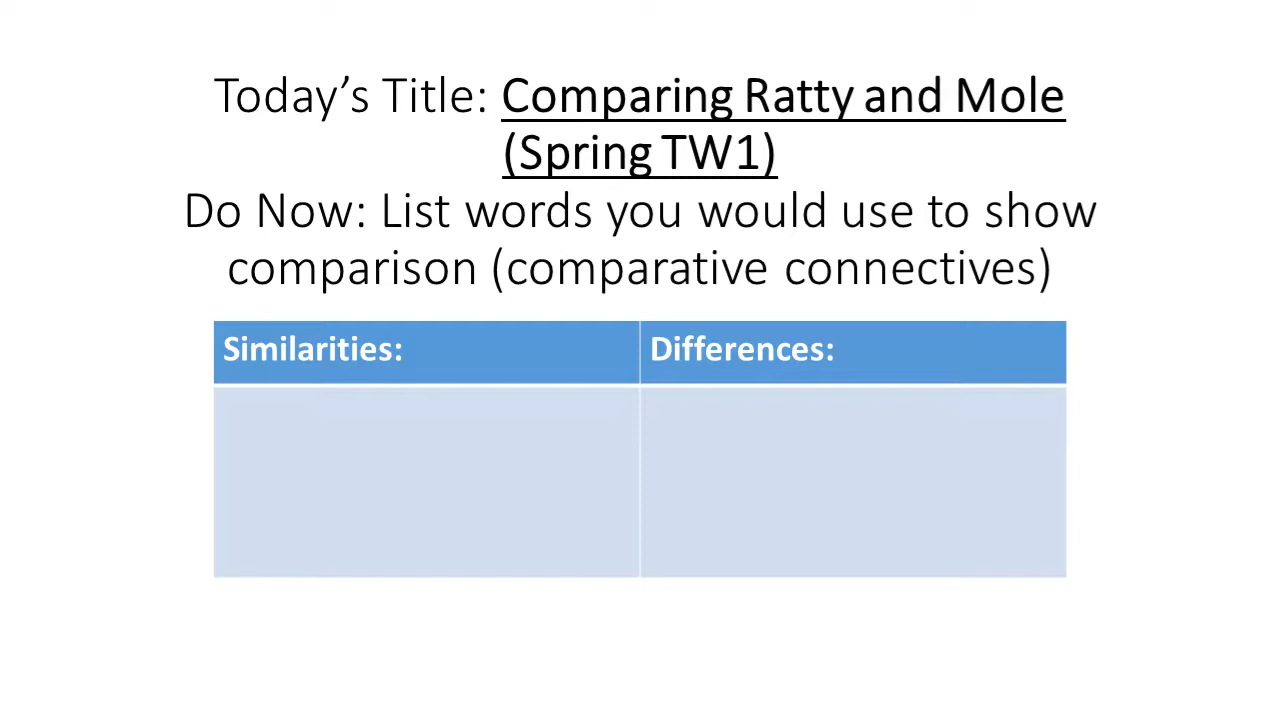 Today’s Title: Comparing Ratty and Mole
(Spring TW1)
Do Now: List words you would use to show
comparison (comparative connectives)
Similarities:
Differences: